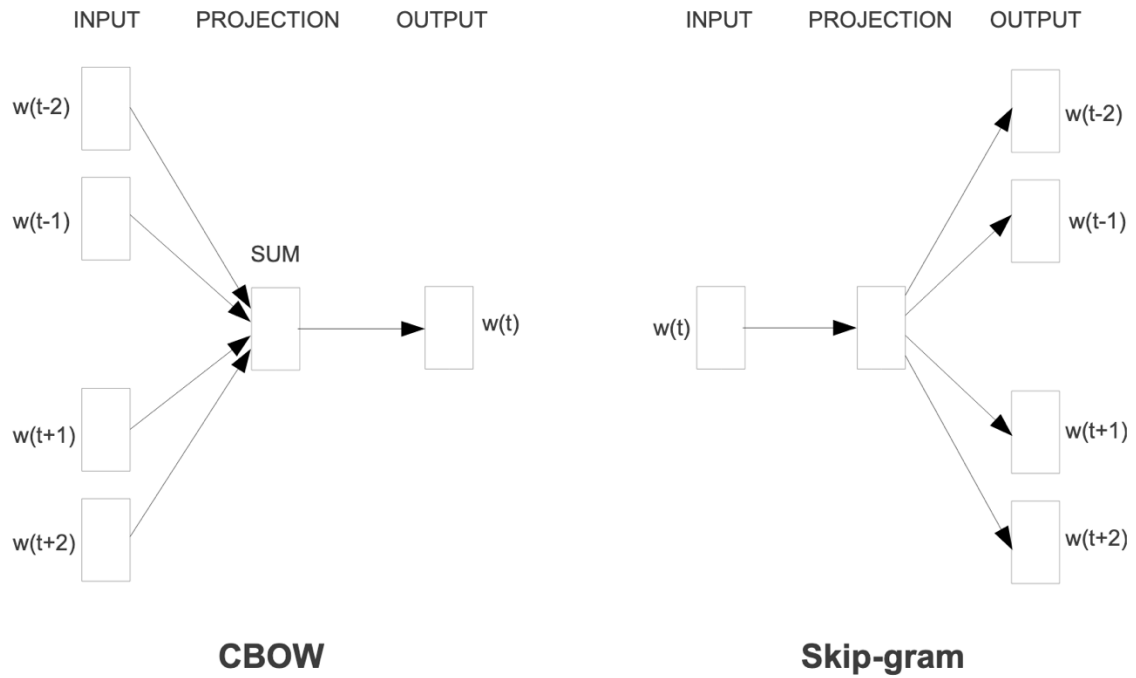 INPUT PROJECTION OUTPUT
w(t-2)
w(t-1)
SUM
w(t)
w(t+1)
w(t+2)
CBOW
INPUT PROJECTION OUTPUT
w(t-2)
w(t-1)
w(t)
w(t+1)
w(t+2)
Skip-gram